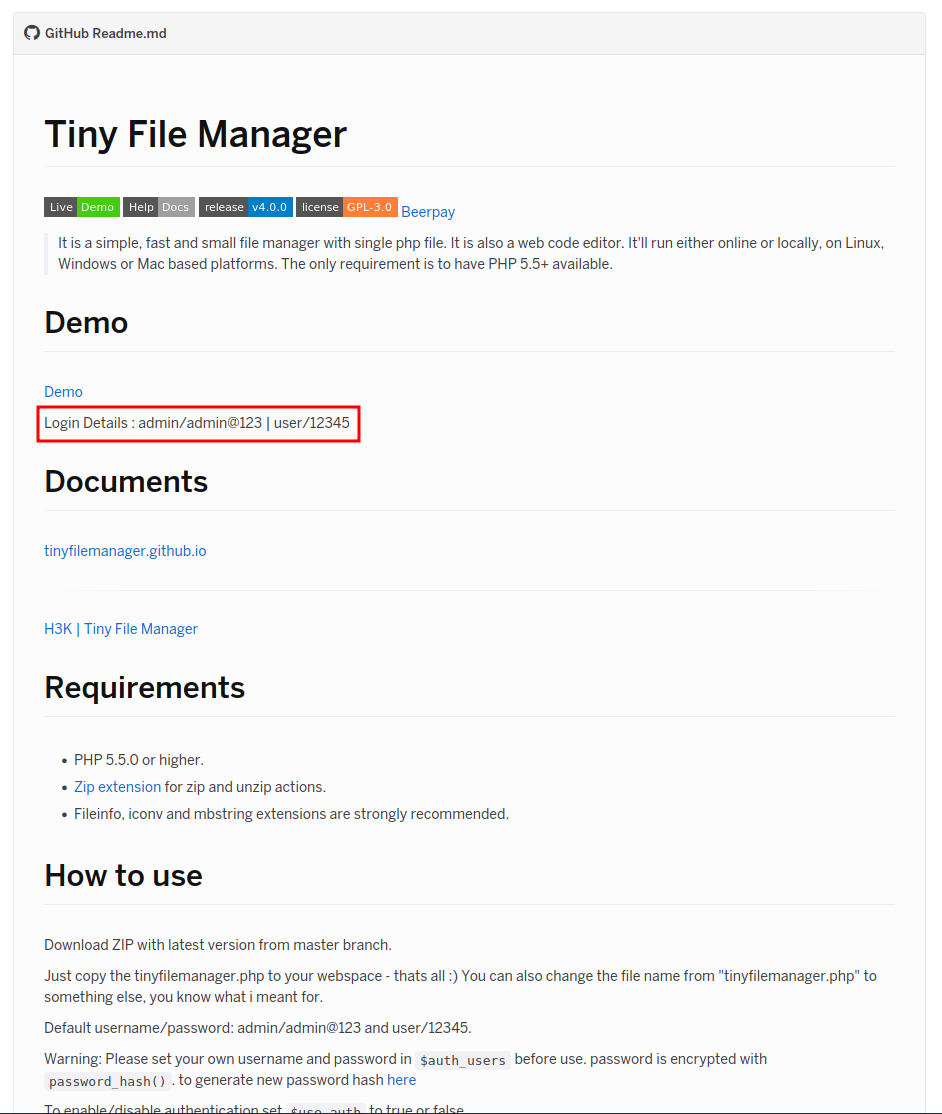 GitHub Readme.md
Tiny File Manager
Live Demo Help Docs release v4.0.0 license GPL-3.0 Beerpay
It is a simple, fast and small file manager with single php file. It is also a web code editor. It'll run either online or locally, on Linux,
Windows or Mac based platforms. The only requirement is to have PHP 5.5+ available.
Demo
Demo
Login Details : admin/admin@123 | user/12345
Documents
tinyfilemanager.github.io
H3K | Tiny File Manager
Requirements
• PHP 5.5.0 or higher.
• Zip extension for zip and unzip actions.
• Fileinfo, iconv and mbstring extensions are strongly recommended.
How to use
Download ZIP with latest version from master branch.
Just copy the tinyfilemanager.php to your webspace - thats all :) You can also change the file name from "tinyfilemanager.php" to
something else, you know what i meant for.
Default username/password: admin/admin@123 and user/12345.
Warning: Please set your own username and password in $auth_users before use. password is encrypted with
password_hash() . to generate new password hash here
To enable/disable authentication set $use_auth to true or false.